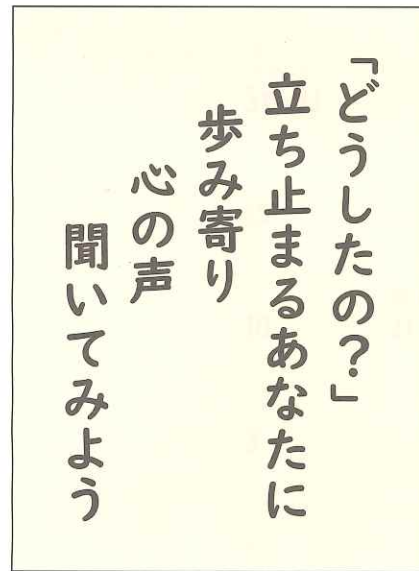 「どうしたの？」
立ち止まるあなたに
歩み寄り
心の声
聞いてみよう